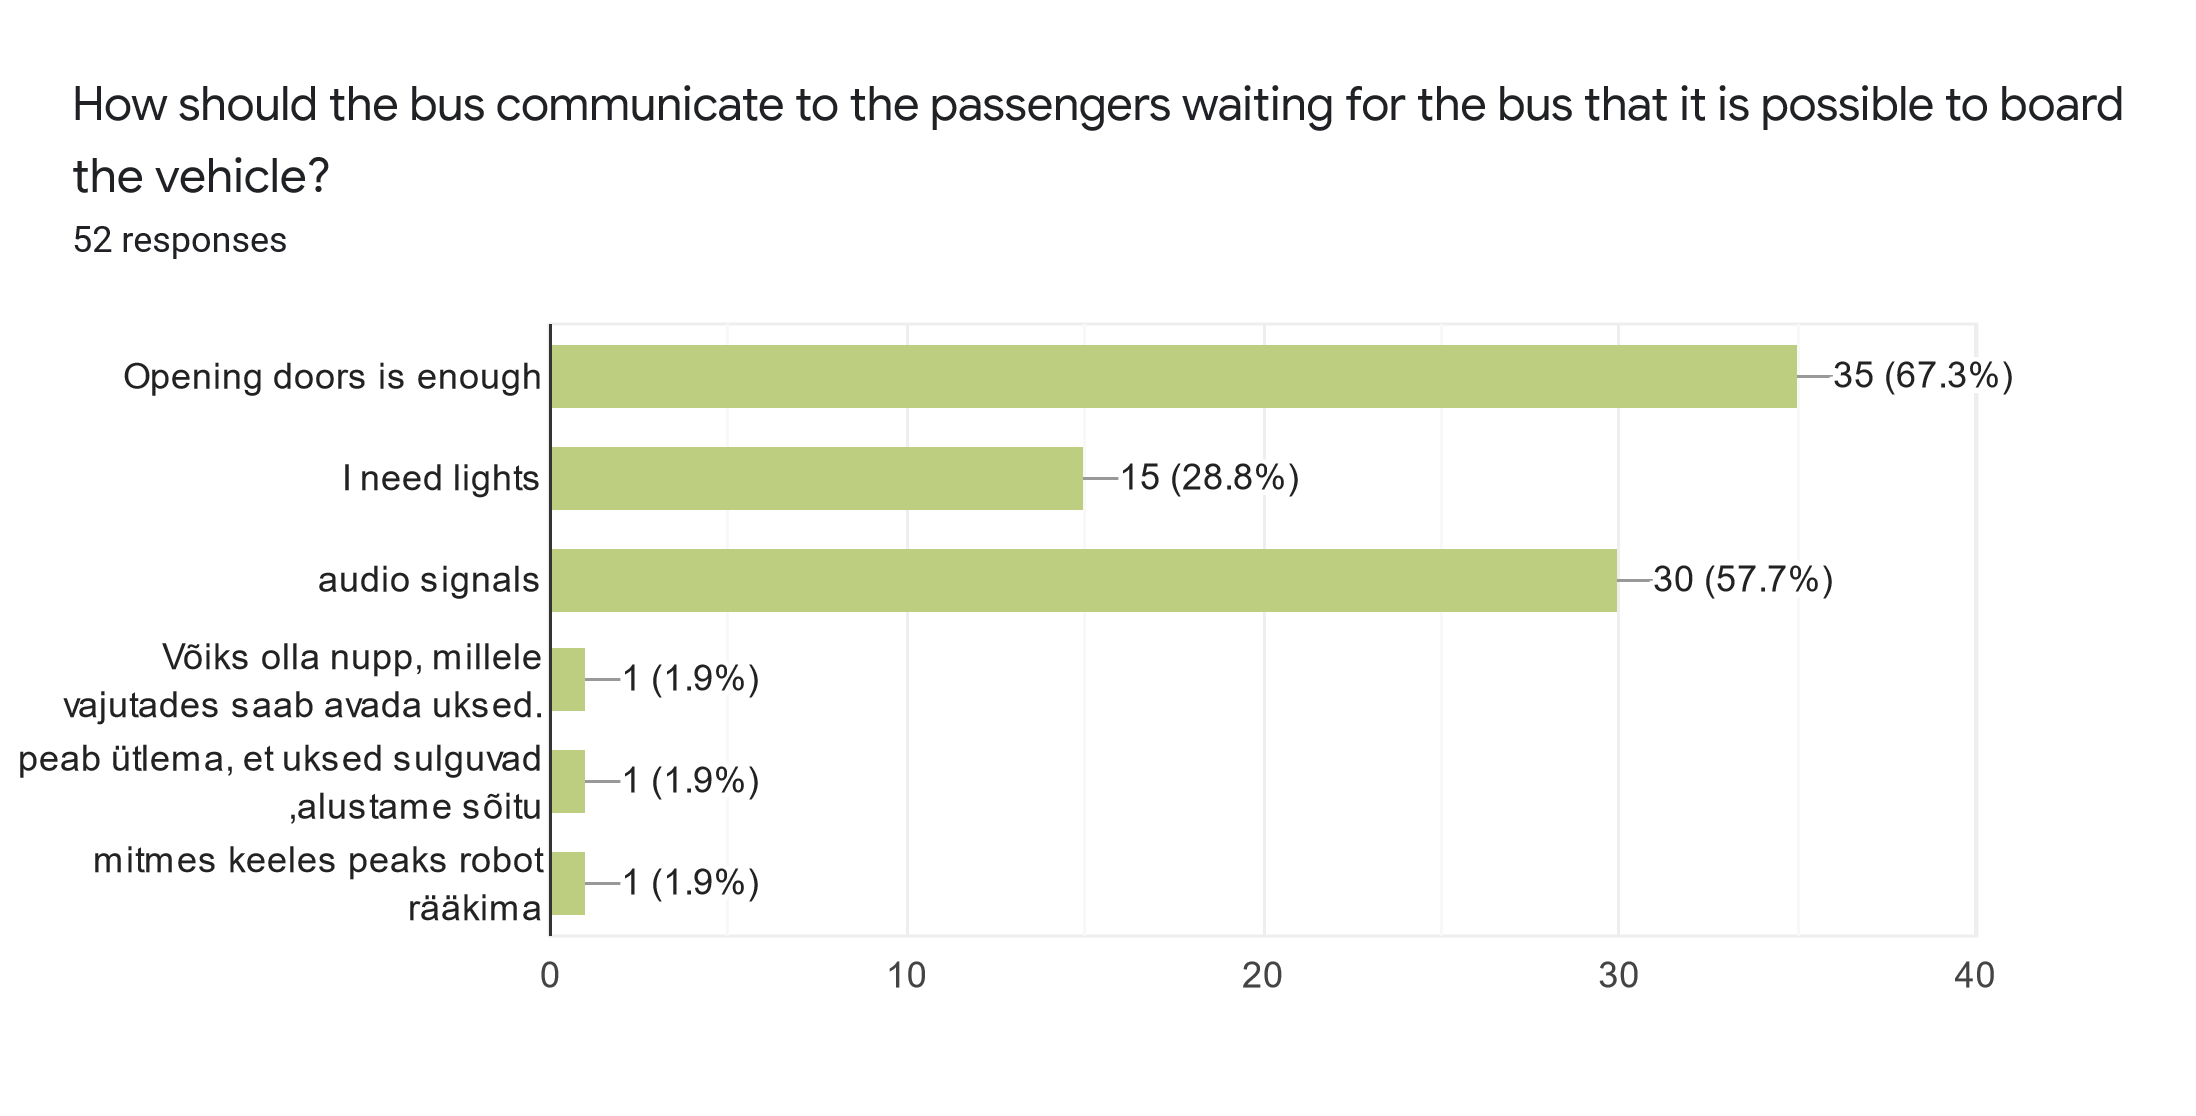 How should the bus communicate to the passengers waiting for the bus that it is possible to board
the vehicle?
52 responses
Opening doors is enough
35 (67.3%)
I need lights
15 (28.8%)
audio signals
30 (57.7%)
Võiks olla nupp, millele
vajutades saab avada uksed.
1 (1.9%)
peab ütlema, et uksed sulguvad
,alustame sõitu
1 (1.9%)
mitmes keeles peaks robot
rääkima
1 (1.9%)
0 10 20 30 40